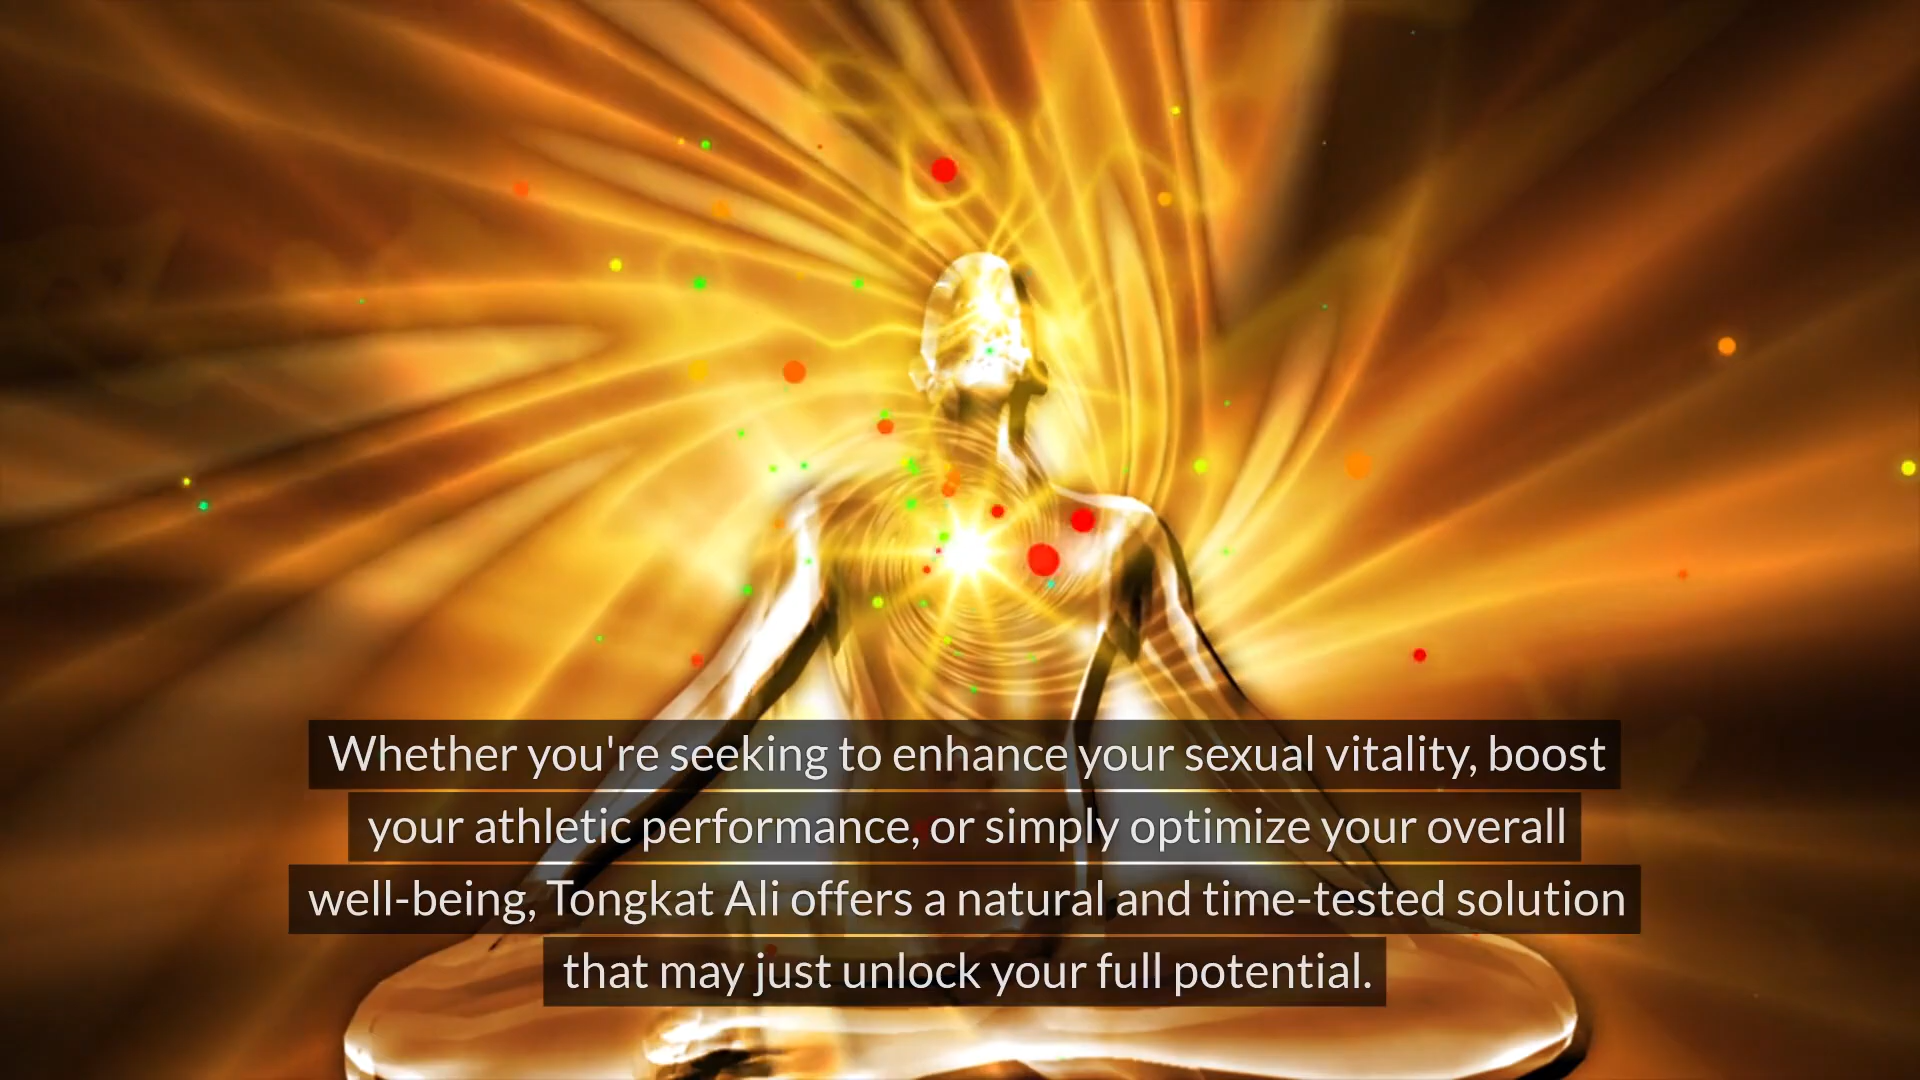 Whether you're seeking to enhance your sexual vitality, boost
your athletic performance, or simply optimize your overall
well-being, Tongkat Ali offers a natural and time-tested solution
that may just unlock your full potential.